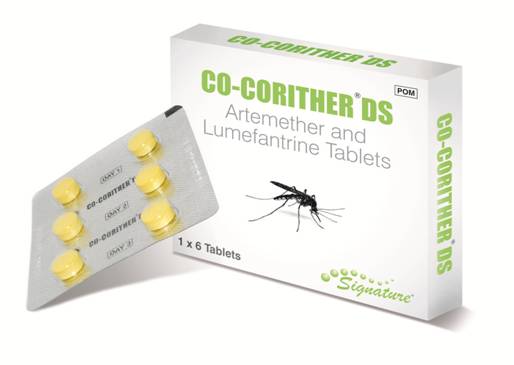 CO-CORITHER® DS
POM
Artemether and
Lumefantrine Tablets
1 x 6 Tablets
Signature
CO-CORITHER® DS
DAY 1
CO-CORITHER
DAY 2
CO-CORITHER
DAY 3